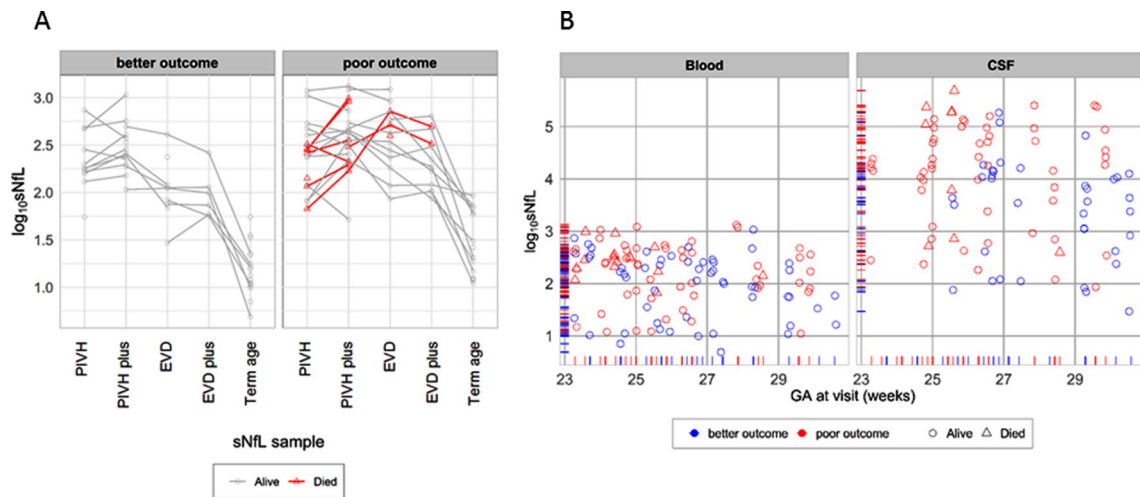 A
better outcome
poor outcome
log10sNfL
3.0
2.5
2.0
1.5
1.0
PIVH
PIVH plus
EVD
EVD plus
Term age
PIVH
PIVH plus
EVD
EVD plus
Term age
sNfL sample
Alive
Died
B
Blood
CSF
log10sNfL
5
4
3
2
1
23
25
27
29
23
25
27
29
GA at visit (weeks)
better outcome
poor outcome
Alive
Died